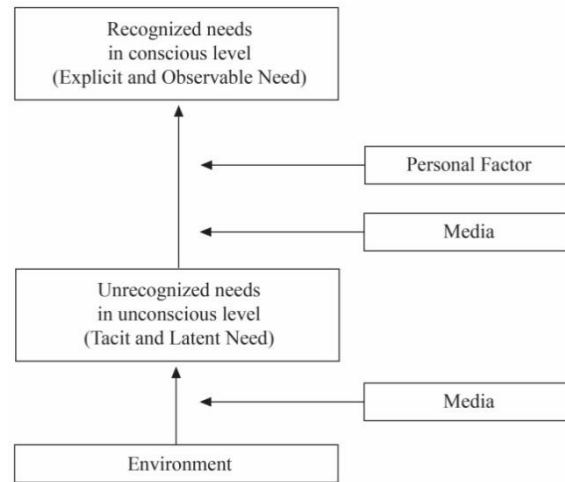 Recognized needs
in conscious level
(Explicit and Observable Need)
Personal Factor
Media
Unrecognized needs
in unconscious level
(Tacit and Latent Need)
Media
Environment